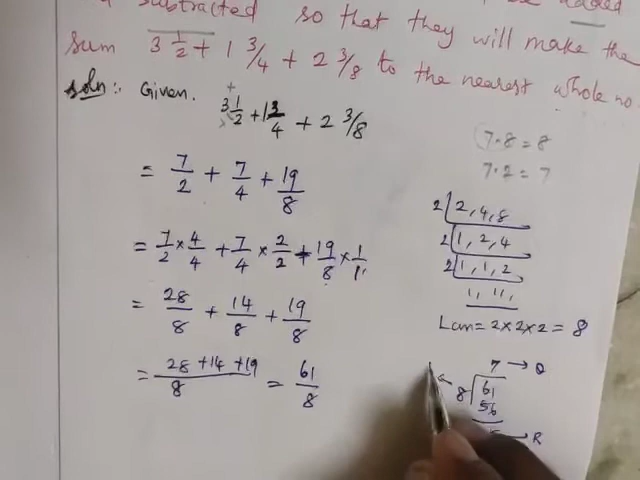 subtracted so that they will make the
sum 3 1/2 + 1 3/4 + 2 3/8 to the nearest whole no
Soln:- Given.
3 1/2 + 1 3/4 + 2 3/8
= 7/2 + 7/4 + 19/8
= 7/2 × 4/4 + 7/4 × 2/2 + 19/8 × 1/1
= 28/8 + 14/8 + 19/8
= 28 + 14 + 19 / 8 = 61/8
7.8 = 8
7.2 = 7
2 | 2, 4, 8
2 | 1, 2, 4
2 | 1, 1, 2
1, 1, 1,
Lcm = 2 × 2 × 2 = 8
7 → Q
8 | 61
56
→ R